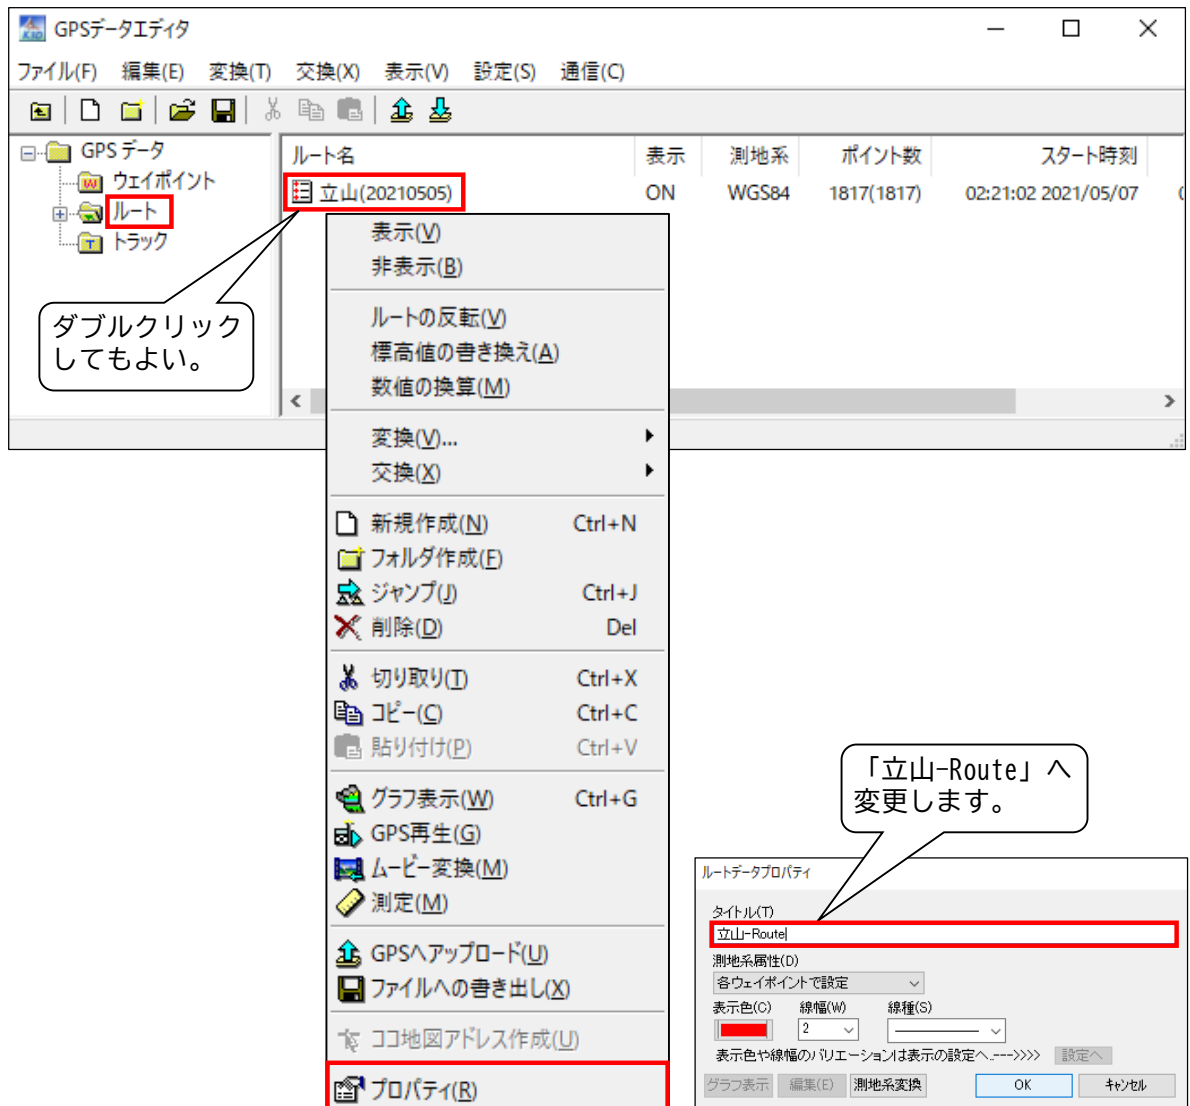 GPSデータエディタ
ファイル(F) 編集(E) 変換(T) 交換(X) 表示(V) 設定(S) 通信(C)
GPS データ
ウェイポイント
ルート
トラック
ルート名 表示 測地系 ポイント数 スタート時刻
立山(20210505) ON WGS84 1817(1817) 02:21:02 2021/05/07
ダブルクリック
してもよい。
表示(V)
非表示(B)
ルートの反転(V)
標高値の書き換え(A)
数値の換算(M)
変換(V)...
交換(X)
新規作成(N) Ctrl+N
フォルダ作成(F)
ジャンプ(J) Ctrl+J
削除(D) Del
切り取り(T) Ctrl+X
コピー(C) Ctrl+C
貼り付け(P) Ctrl+V
グラフ表示(W) Ctrl+G
GPS再生(G)
ムービー変換(M)
測定(M)
GPSへアップロード(U)
ファイルへの書き出し(X)
ココ地図アドレス作成(U)
プロパティ(R)
「立山-Route」へ
変更します。
ルートデータプロパティ
タイトル(T)
立山-Route
測地系属性(D)
各ウェイポイントで設定
表示色(C) 線幅(W) 線種(S)
2
表示色や線幅のバリエーションは表示の設定へ..--->>>> 設定へ
グラフ表示 編集(E) 測地系変換 OK キャンセル